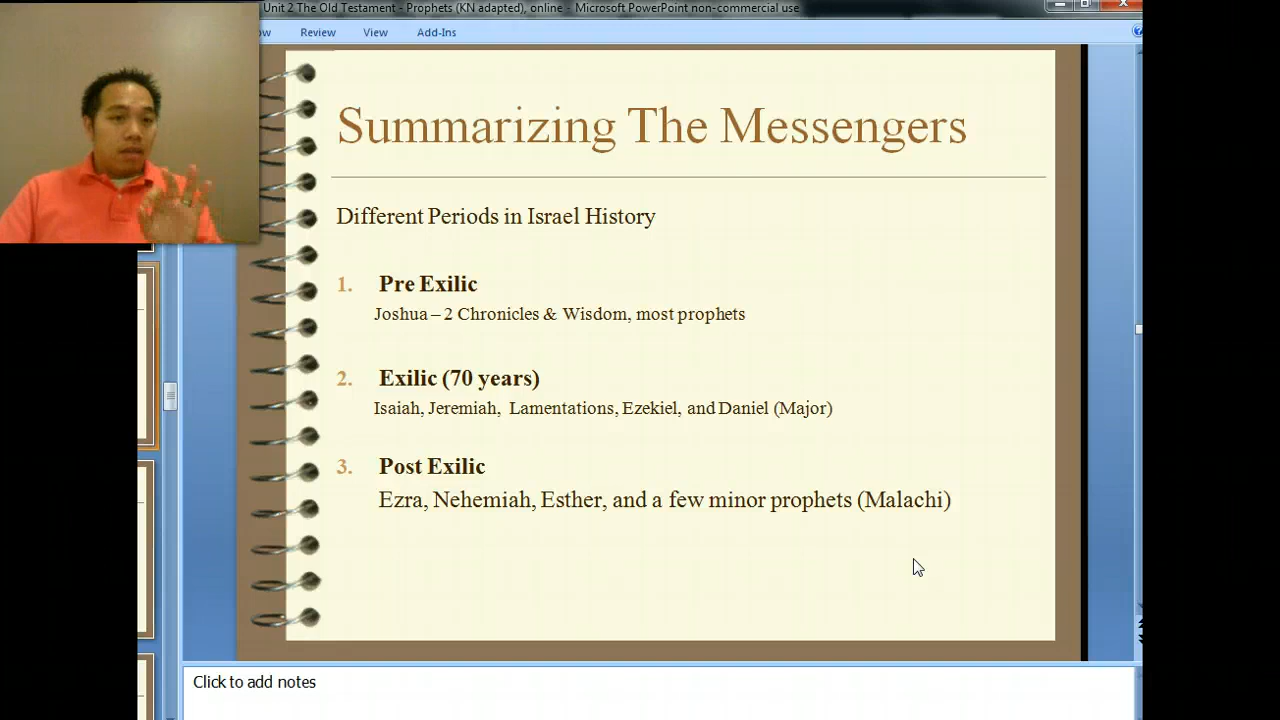 Unit 2 The Old Testament - Prophets (KN adapted), online - Microsoft PowerPoint non-commercial use
Review View Add-Ins
Summarizing The Messengers
Different Periods in Israel History
1. Pre Exilic
Joshua – 2 Chronicles & Wisdom, most prophets
2. Exilic (70 years)
Isaiah, Jeremiah, Lamentations, Ezekiel, and Daniel (Major)
3. Post Exilic
Ezra, Nehemiah, Esther, and a few minor prophets (Malachi)
Click to add notes